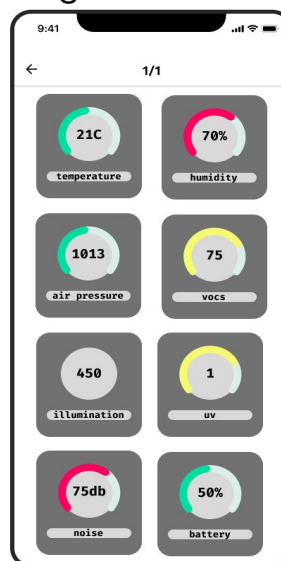 9:41
1/1
21C
temperature
70%
humidity
1013
air pressure
75
vocs
450
illumination
1
uv
75db
noise
50%
battery